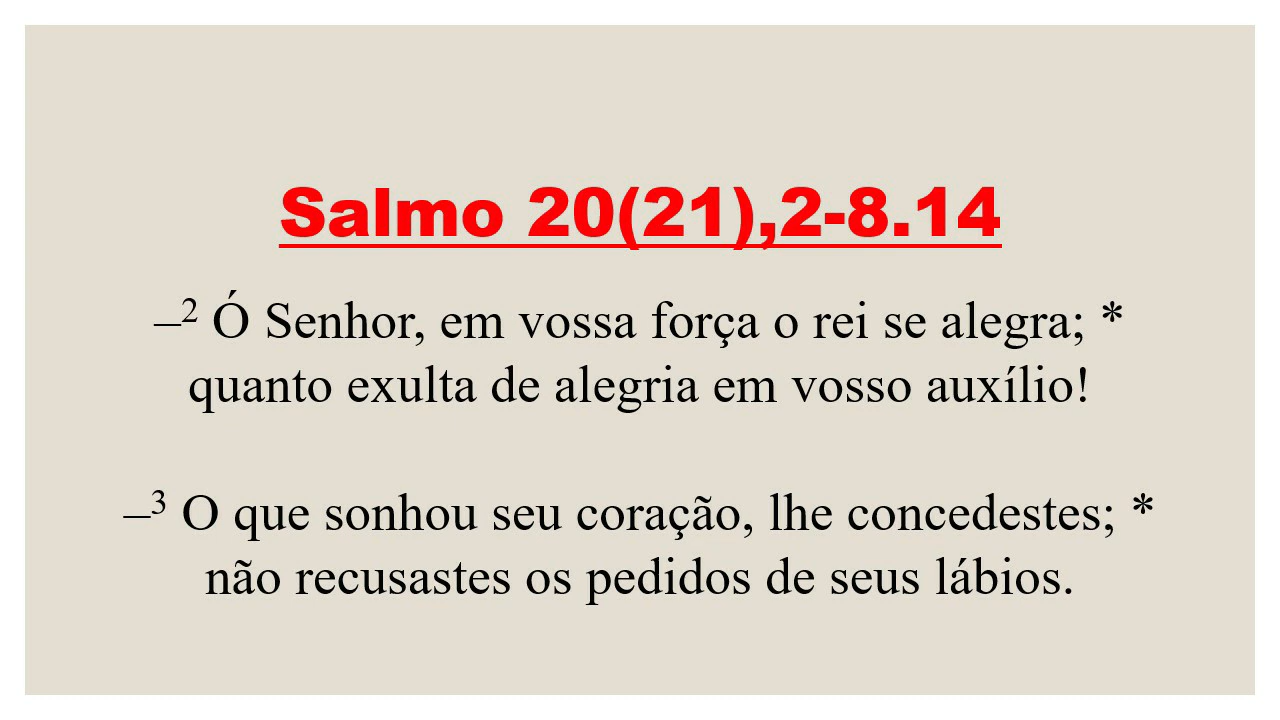 Salmo 20(21),2-8.14
–² Ó Senhor, em vossa força o rei se alegra; *
quanto exulta de alegria em vosso auxílio!
–³ O que sonhou seu coração, lhe concedestes; *
não recusastes os pedidos de seus lábios.